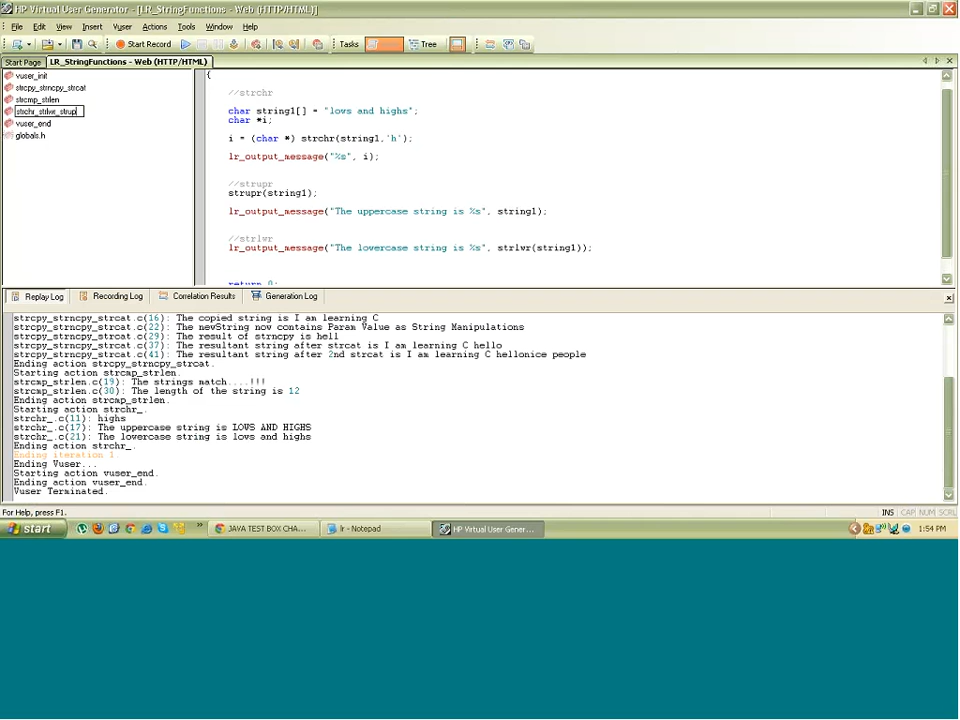 HP Virtual User Generator - [LR_StringFunctions - Web (HTTP/HTML)]
File Edit View Insert Vuser Actions Tools Window Help
Start Record Tasks Tree
Start Page LR_StringFunctions - Web (HTTP/HTML)
vuser_init
strcpy_strncpy_strcat
strcmp_strlen
strchr_strlwr_strup
vuser_end
globals.h
{
//strchr
char string1[] = "lows and highs";
char *i;
i = (char *) strchr(string1,'h');
lr_output_message("%s", i);
//strupr
strupr(string1);
lr_output_message("The uppercase string is %s", string1);
//strlwr
lr_output_message("The lowercase string is %s", strlwr(string1));
return 0;
Replay Log Recording Log Correlation Results Generation Log
strcpy_strncpy_strcat.c(16): The copied string is I am learning C
strcpy_strncpy_strcat.c(22): The newString now contains Param Value as String Manipulations
strcpy_strncpy_strcat.c(29): The result of strncpy is hell
strcpy_strncpy_strcat.c(37): The resultant string after strcat is I am learning C hello
strcpy_strncpy_strcat.c(41): The resultant string after 2nd strcat is I am learning C hellonice people
Ending action strcpy_strncpy_strcat.
Starting action strcmp_strlen.
strcmp_strlen.c(19): The strings match....!!!
strcmp_strlen.c(30): The length of the string is 12
Ending action strcmp_strlen.
Starting action strchr_.
strchr_.c(11): highs
strchr_.c(17): The uppercase string is LOWS AND HIGHS
strchr_.c(21): The lowercase string is lows and highs
Ending action strchr_.
Ending iteration 1
Ending Vuser...
Starting action vuser_end.
Ending action vuser_end.
Vuser Terminated.
For Help, press F1. INS CAP NUM SCRL
start JAVA TEST BOX CHA... lr - Notepad HP Virtual User Gener... 1:54 PM